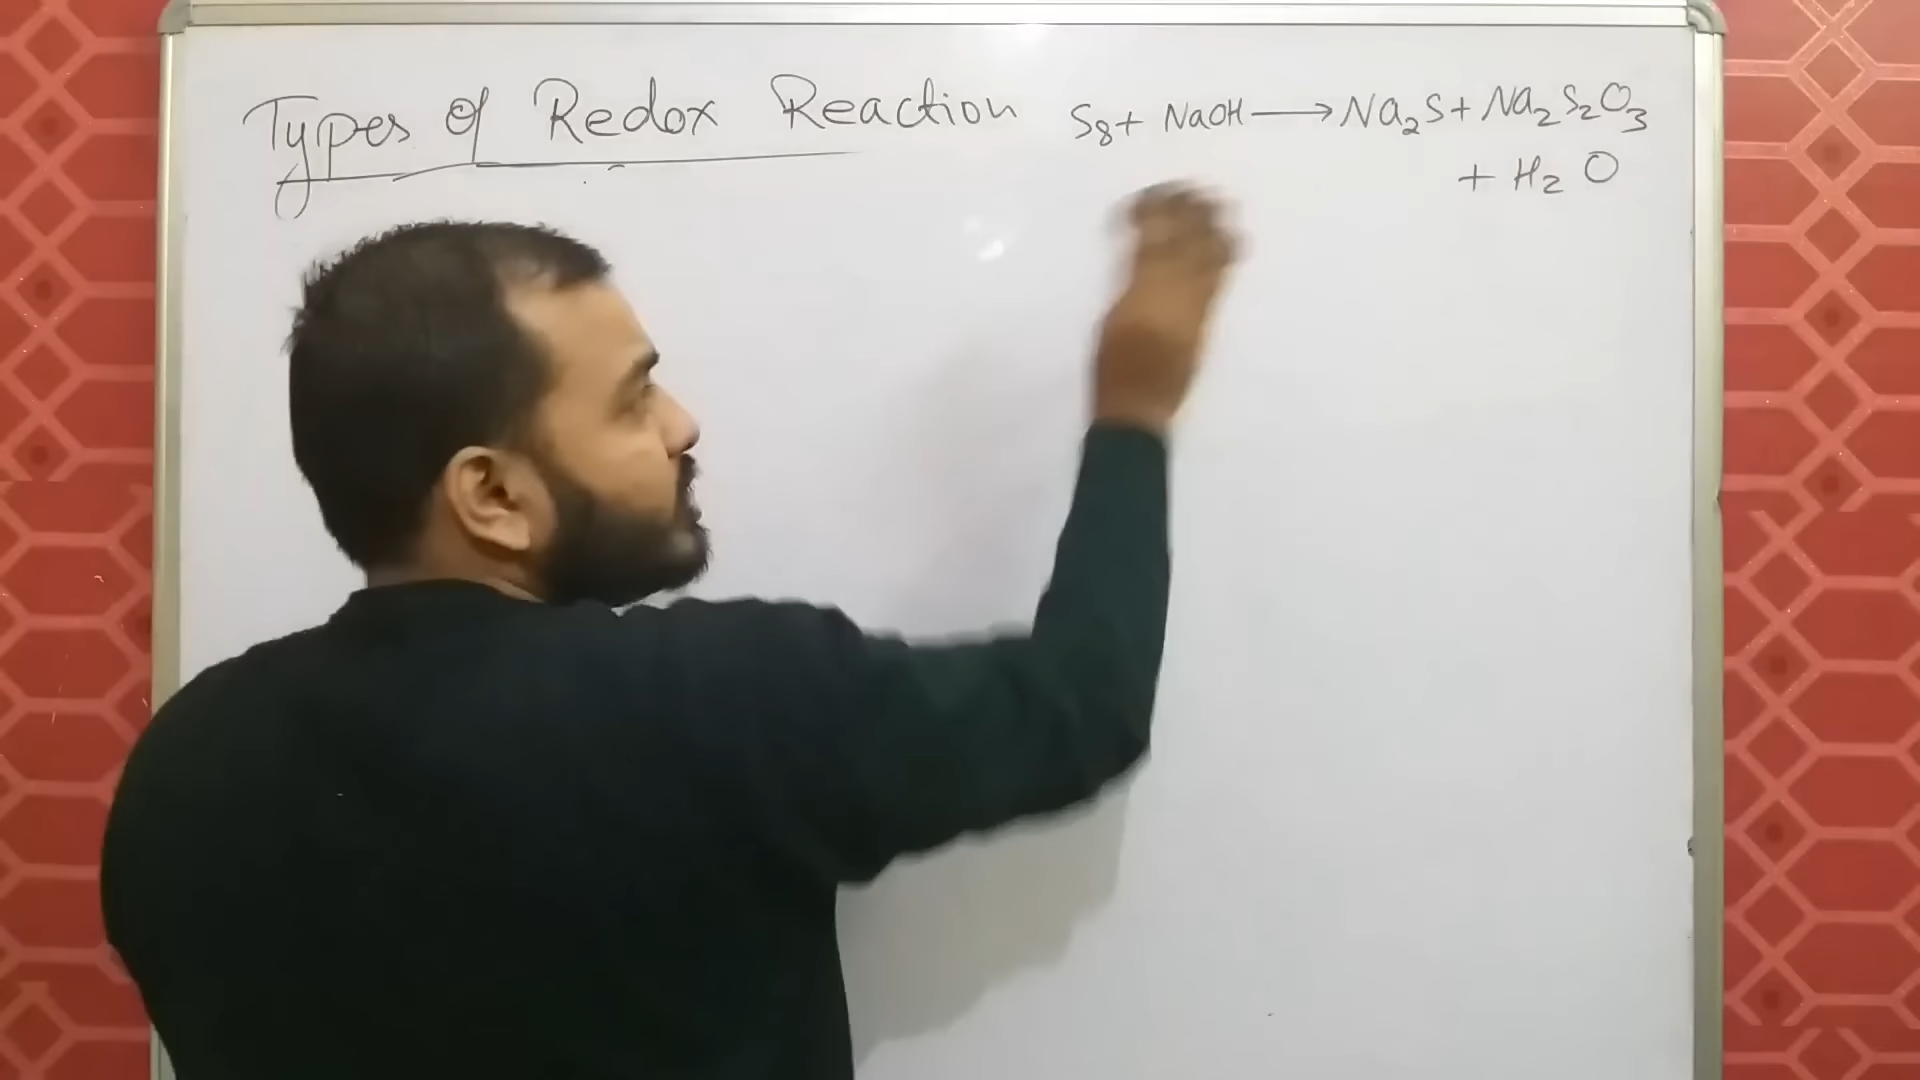 Types of Redox Reaction
S₈ + NaOH ⟶ Na₂S + Na₂S₂O₃
+ H₂O